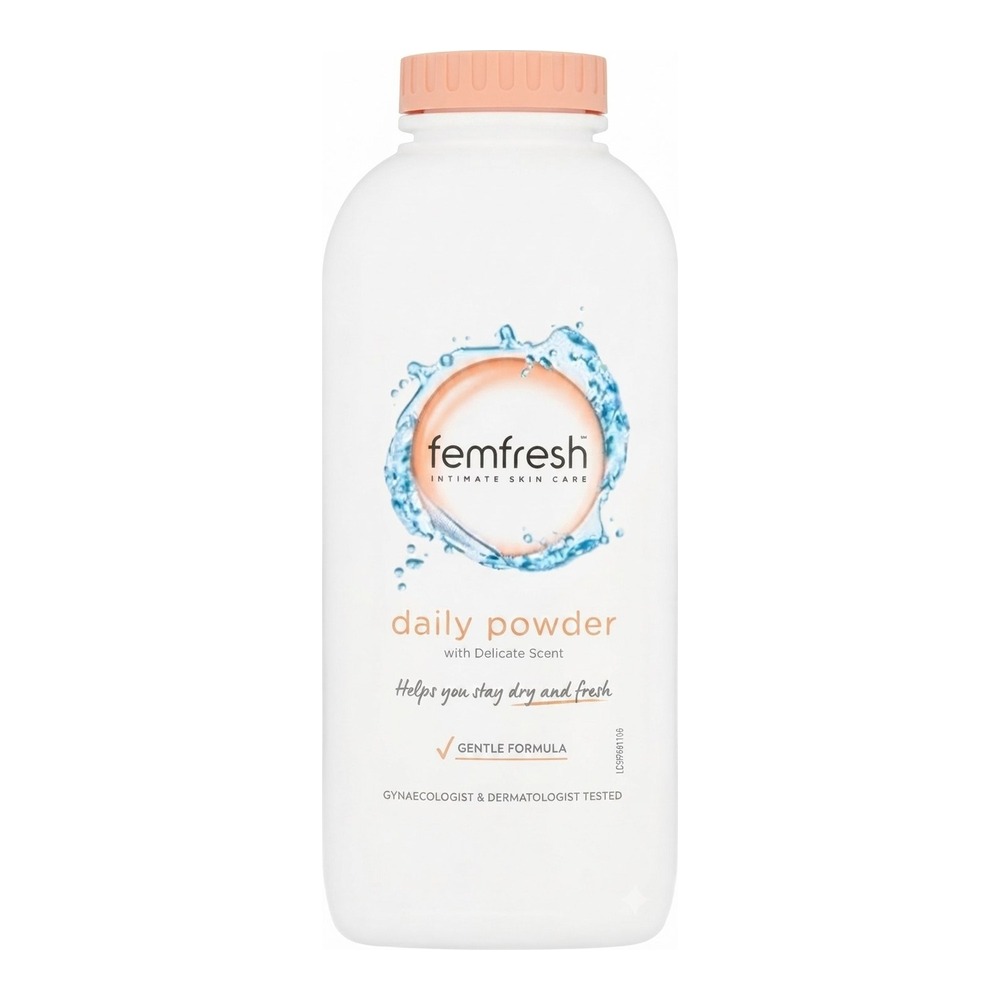 femfresh
INTIMATE SKIN CARE
daily powder
with Delicate Scent
Helps you stay dry and fresh
GENTLE FORMULA
GYNAECOLOGIST & DERMATOLOGIST TESTED